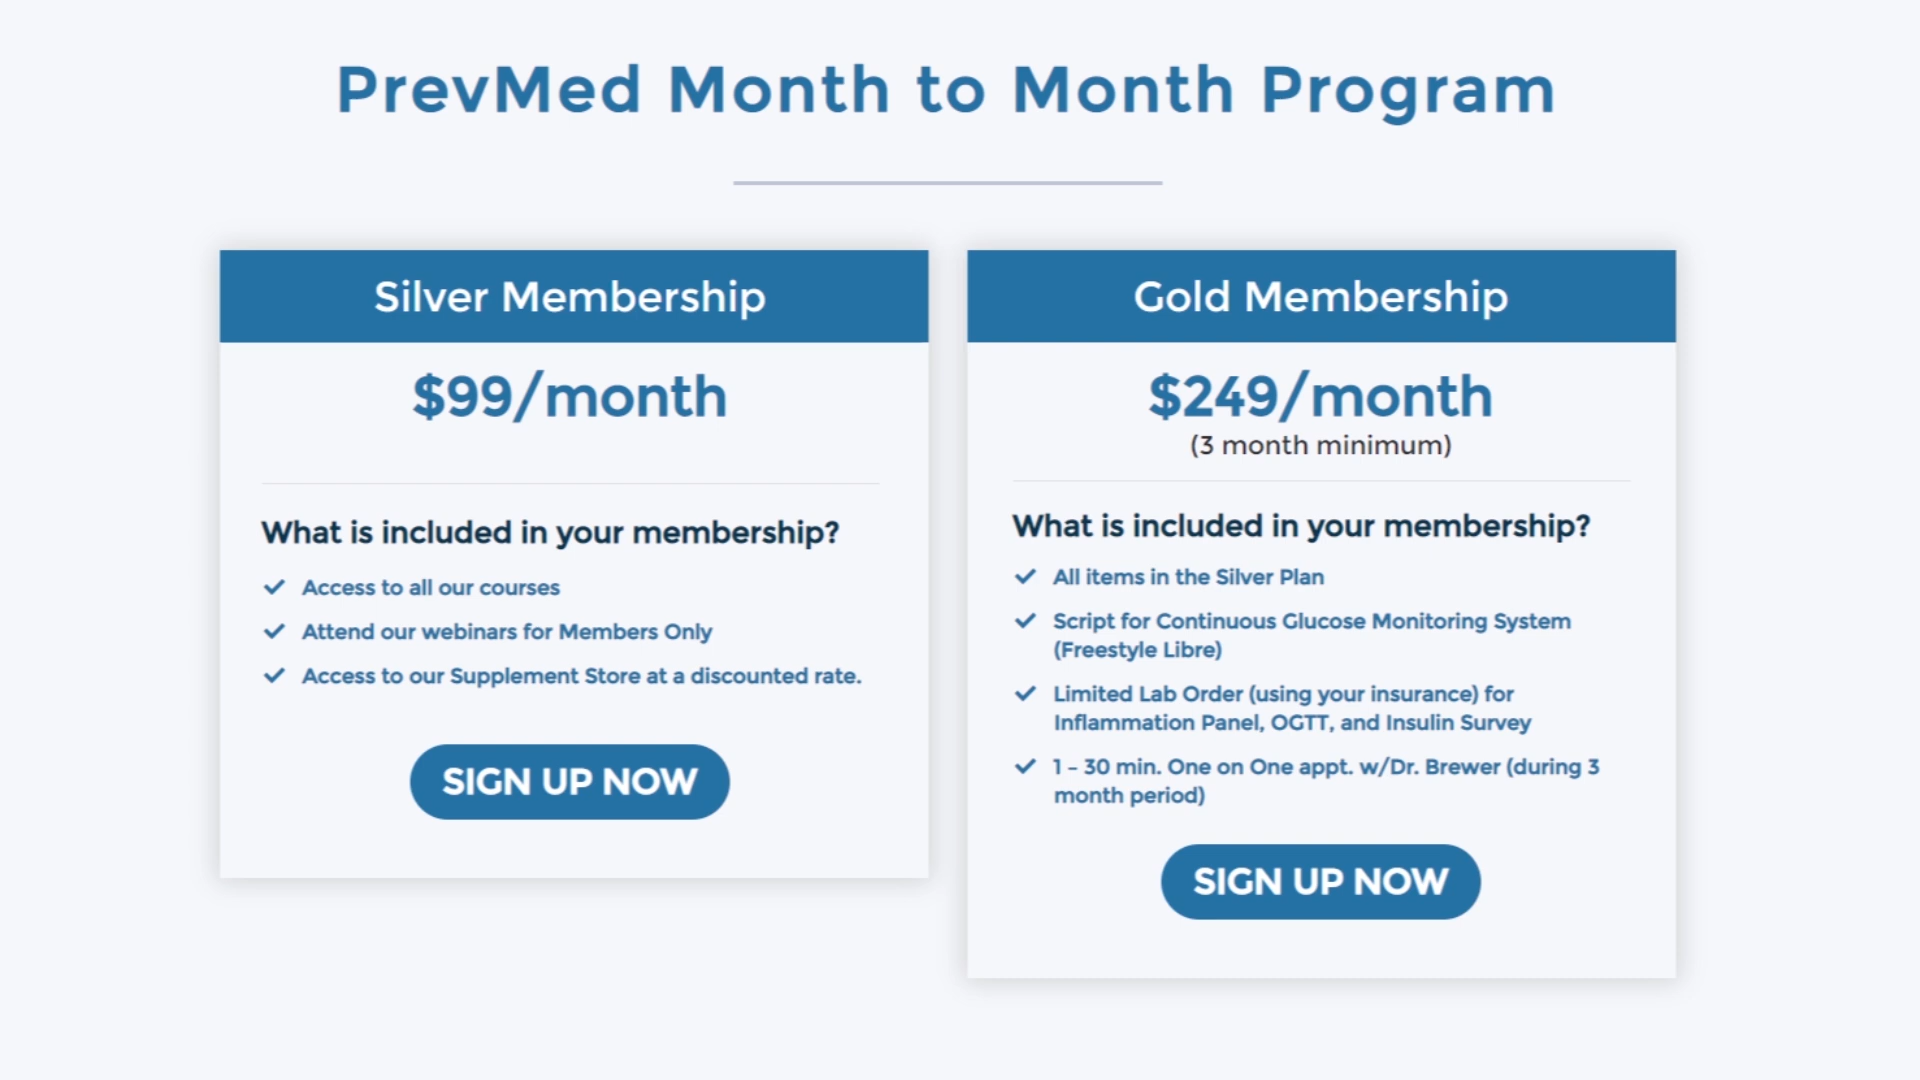 PrevMed Month to Month Program
Silver Membership
$99/month
What is included in your membership?
Access to all our courses
Attend our webinars for Members Only
Access to our Supplement Store at a discounted rate.
SIGN UP NOW
Gold Membership
$249/month
(3 month minimum)
What is included in your membership?
All items in the Silver Plan
Script for Continuous Glucose Monitoring System
(Freestyle Libre)
Limited Lab Order (using your insurance) for
Inflammation Panel, OGTT, and Insulin Survey
1 – 30 min. One on One appt. w/Dr. Brewer (during 3
month period)
SIGN UP NOW